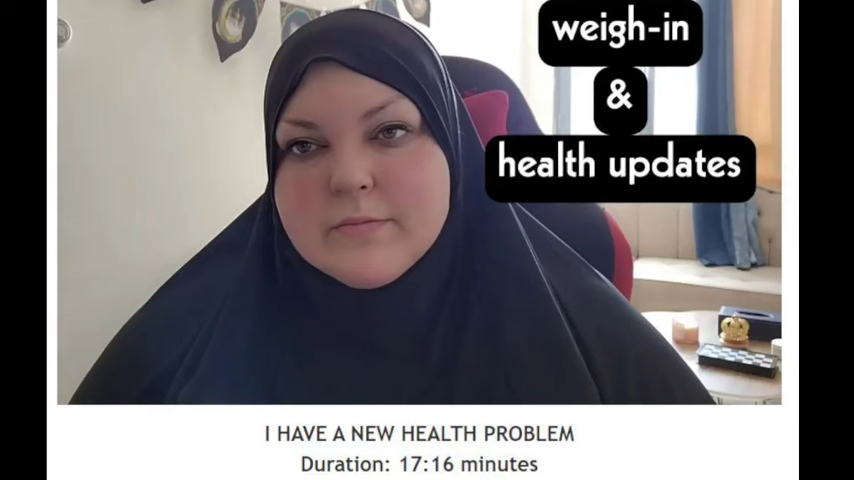 weigh-in
&
health updates
I HAVE A NEW HEALTH PROBLEM
Duration: 17:16 minutes